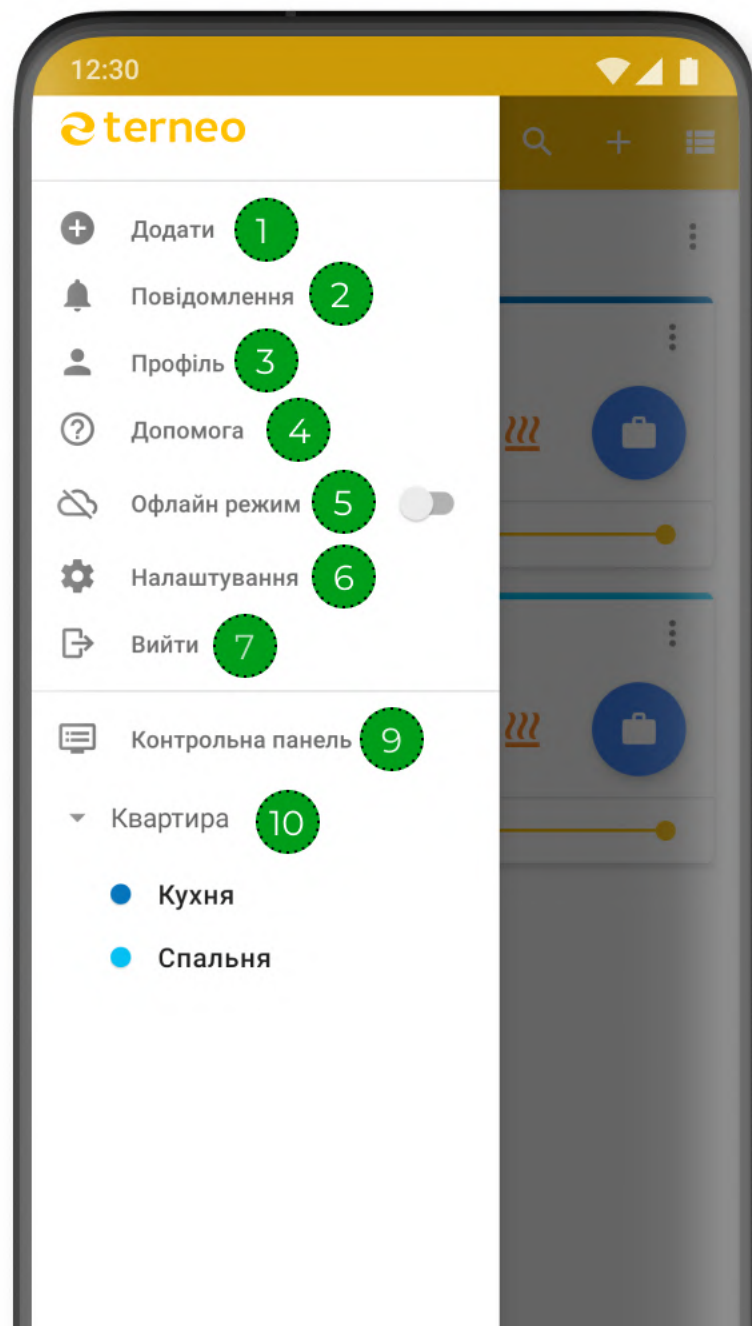 12:30
terneo
Додати 1
Повідомлення 2
Профіль 3
Допомога 4
Офлайн режим 5
Налаштування 6
Вийти 7
Контрольна панель 9
Квартира 10
Кухня
Спальня